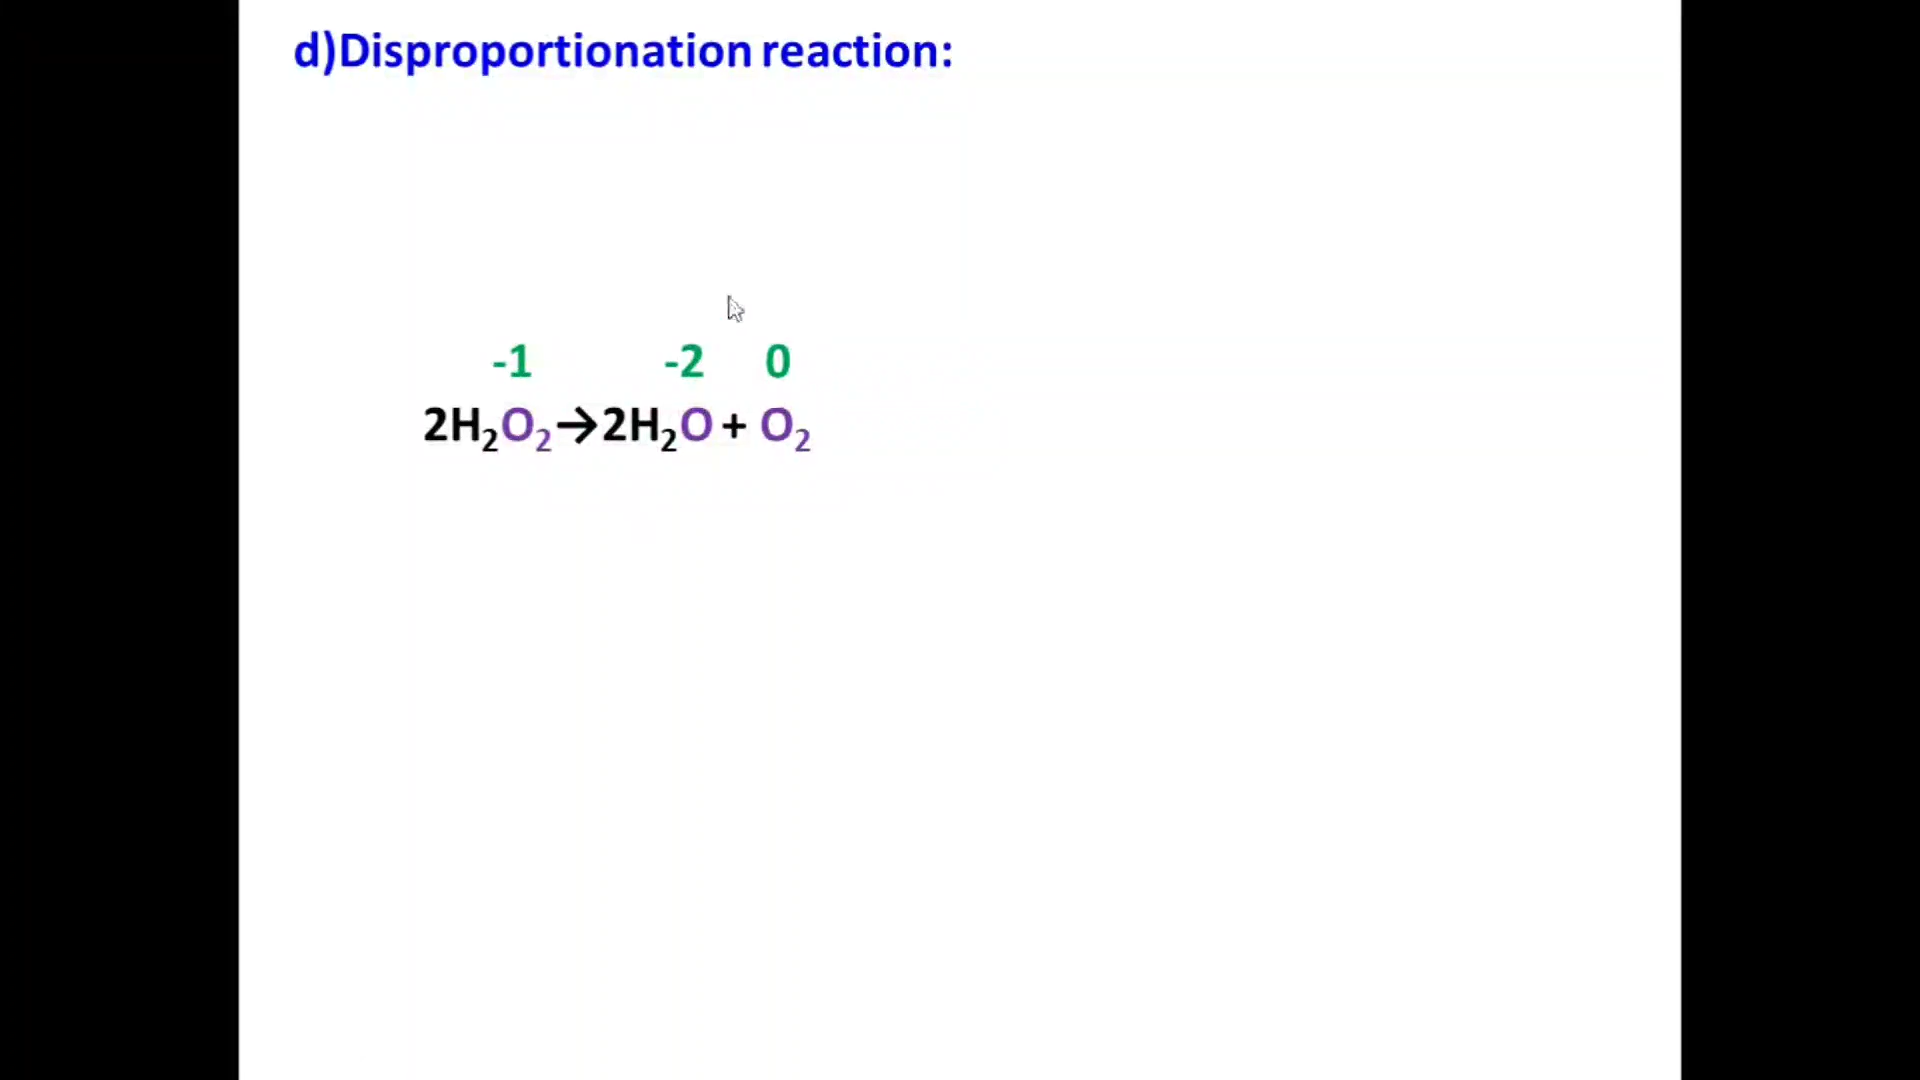 d)Disproportionation reaction:
-1 -2 0
2H₂O₂→2H₂O + O₂